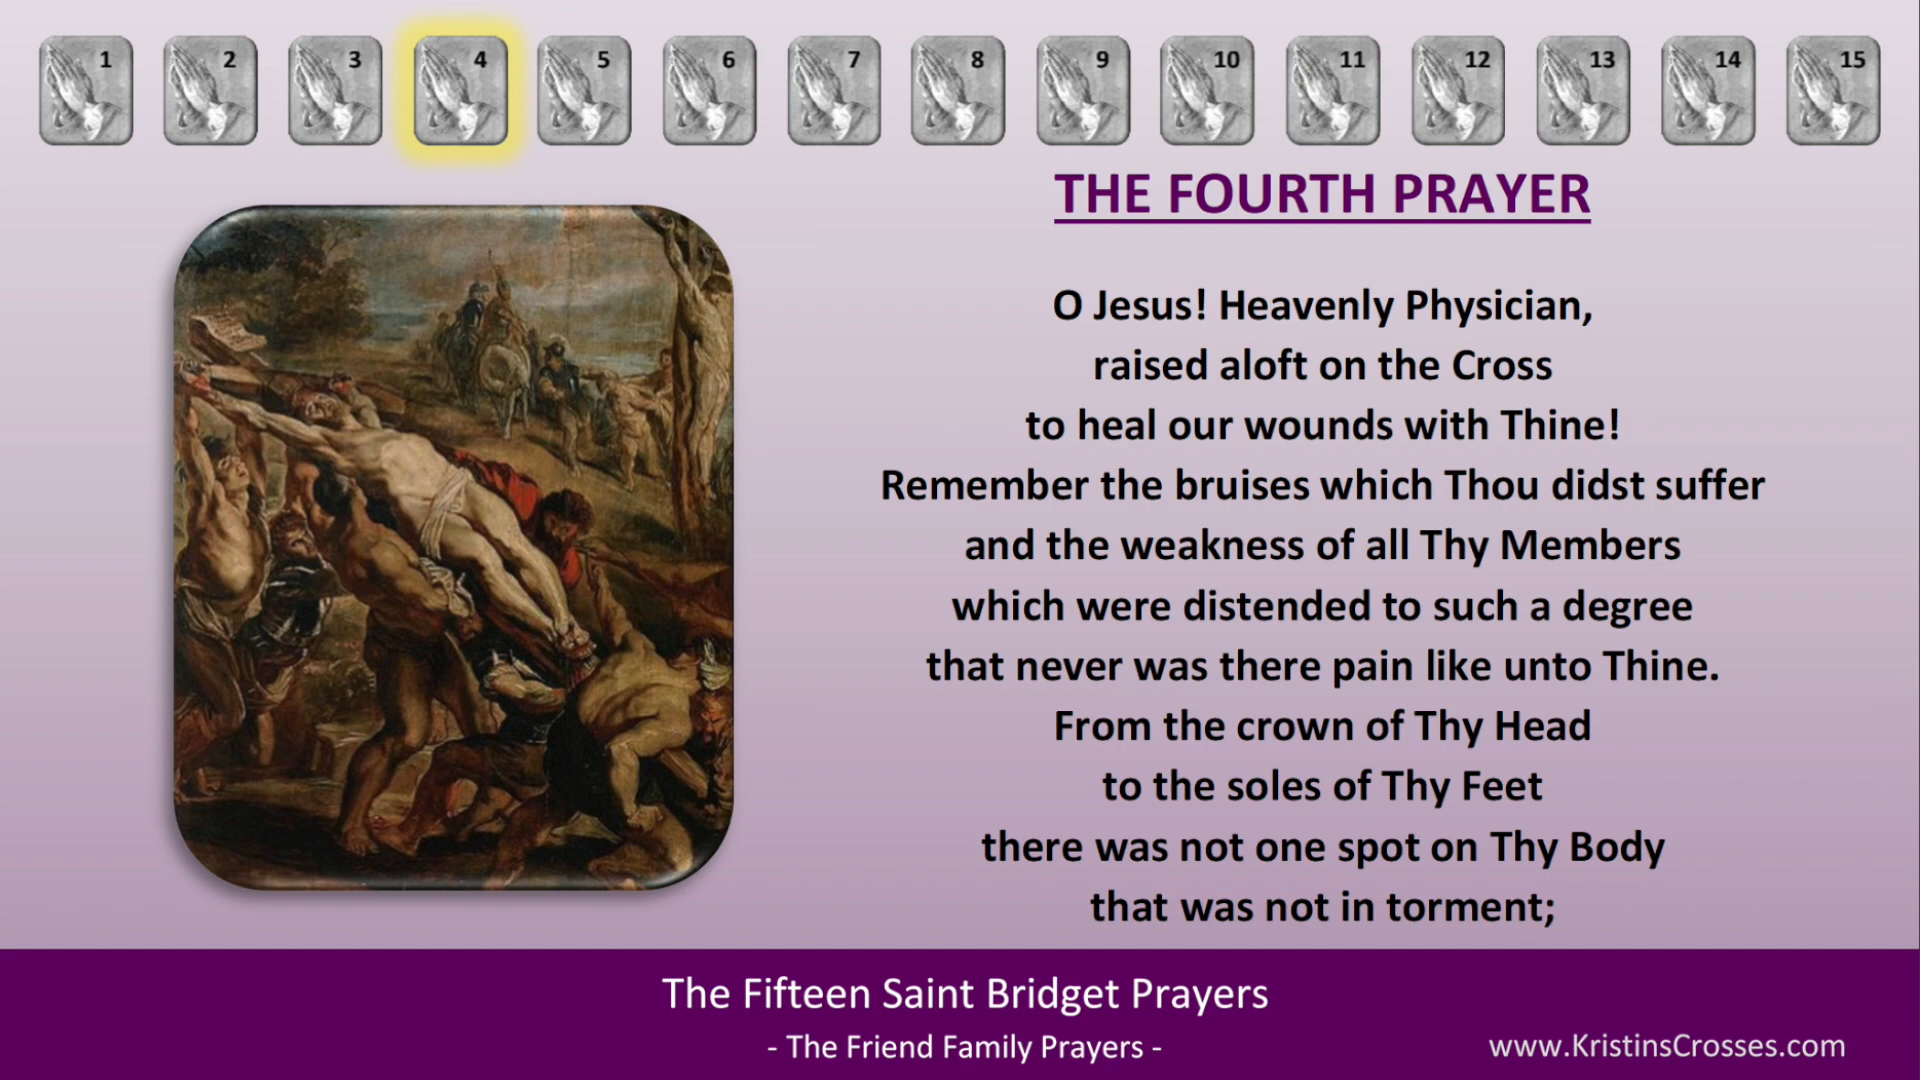 1 2 3 4 5 6 7 8 9 10 11 12 13 14 15
THE FOURTH PRAYER
O Jesus! Heavenly Physician,
raised aloft on the Cross
to heal our wounds with Thine!
Remember the bruises which Thou didst suffer
and the weakness of all Thy Members
which were distended to such a degree
that never was there pain like unto Thine.
From the crown of Thy Head
to the soles of Thy Feet
there was not one spot on Thy Body
that was not in torment;
The Fifteen Saint Bridget Prayers
- The Friend Family Prayers -
www.KristinsCrosses.com